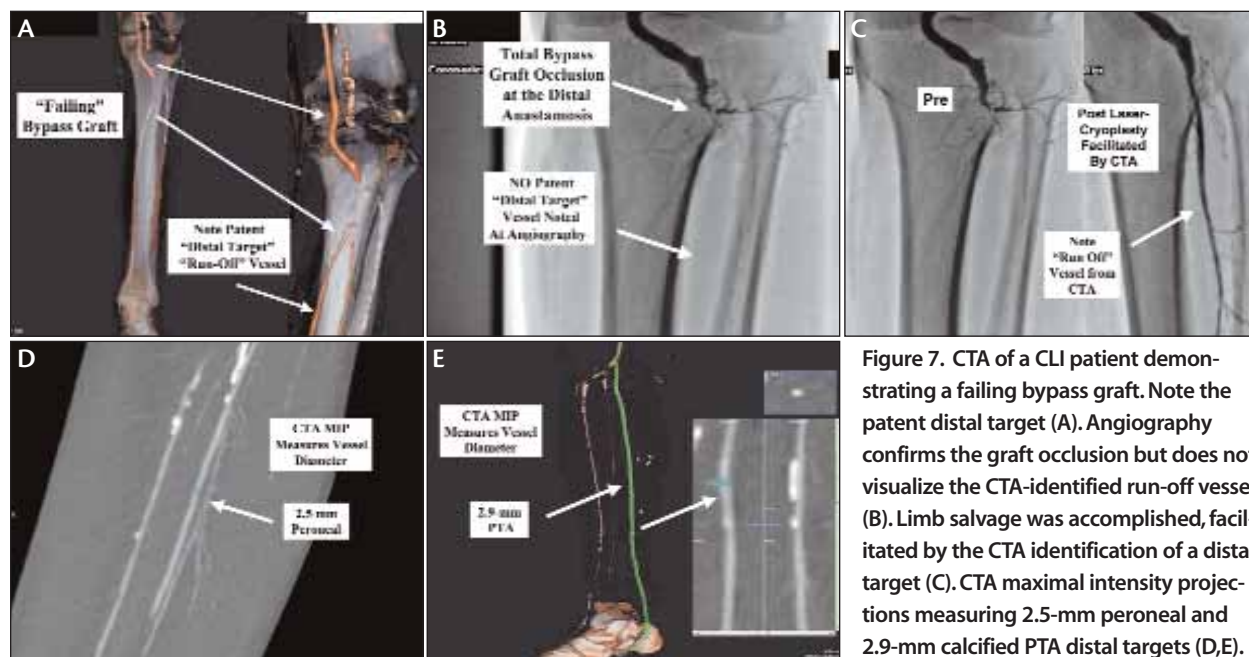 A
"Failing"
Bypass Graft
Note Patent
"Distal Target"
"Run-Off" Vessel
B
Total Bypass
Graft Occlusion
at the Distal
Anastamosis
NO Patent
"Distal Target"
Vessel Noted
At Angiography
C
Pre
Post Laser-
Cryoplasty
Facilitated
By CTA
Note
"Run Off"
Vessel from
CTA
D
CTA MIP
Measures Vessel
Diameter
2.5 mm
Peroneal
E
CTA MIP
Measures Vessel
Diameter
2.9-mm
PTA
Figure 7. CTA of a CLI patient demon-
strating a failing bypass graft. Note the
patent distal target (A). Angiography
confirms the graft occlusion but does no
visualize the CTA-identified run-off vesse
(B). Limb salvage was accomplished, facil-
itated by the CTA identification of a dista
target (C). CTA maximal intensity projec-
tions measuring 2.5-mm peroneal and
2.9-mm calcified PTA distal targets (D,E).